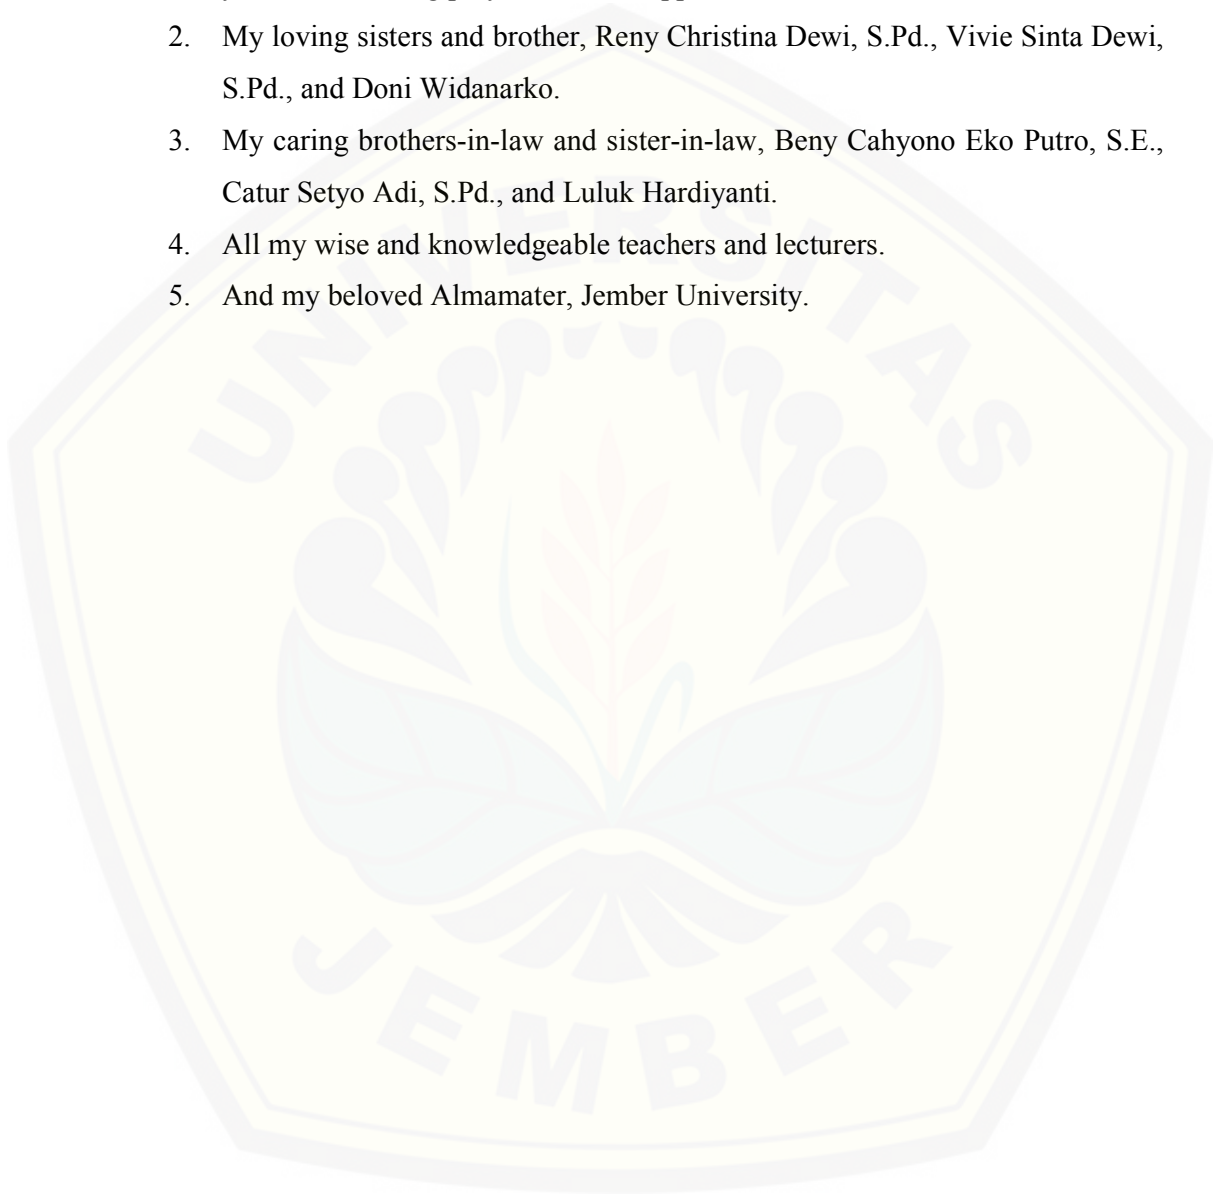 2. My loving sisters and brother, Reny Christina Dewi, S.Pd., Vivie Sinta Dewi,
S.Pd., and Doni Widanarko.
3. My caring brothers-in-law and sister-in-law, Beny Cahyono Eko Putro, S.E.,
Catur Setyo Adi, S.Pd., and Luluk Hardiyanti.
4. All my wise and knowledgeable teachers and lecturers.
5. And my beloved Almamater, Jember University.
UNIVERSITAS
JEMBER